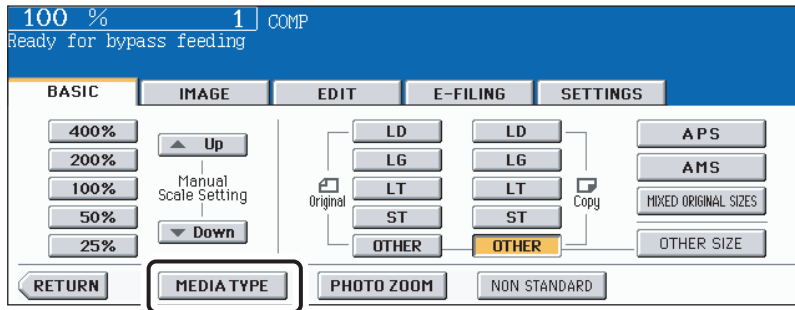 100 % 1 COMP
Ready for bypass feeding
BASIC IMAGE EDIT E-FILING SETTINGS
400% Up LD LD APS
200% LG LG AMS
100% Manual Original LT LT Copy MIXED ORIGINAL SIZES
Scale Setting
50% ST ST
25% Down OTHER OTHER OTHER SIZE
RETURN MEDIA TYPE PHOTO ZOOM NON STANDARD